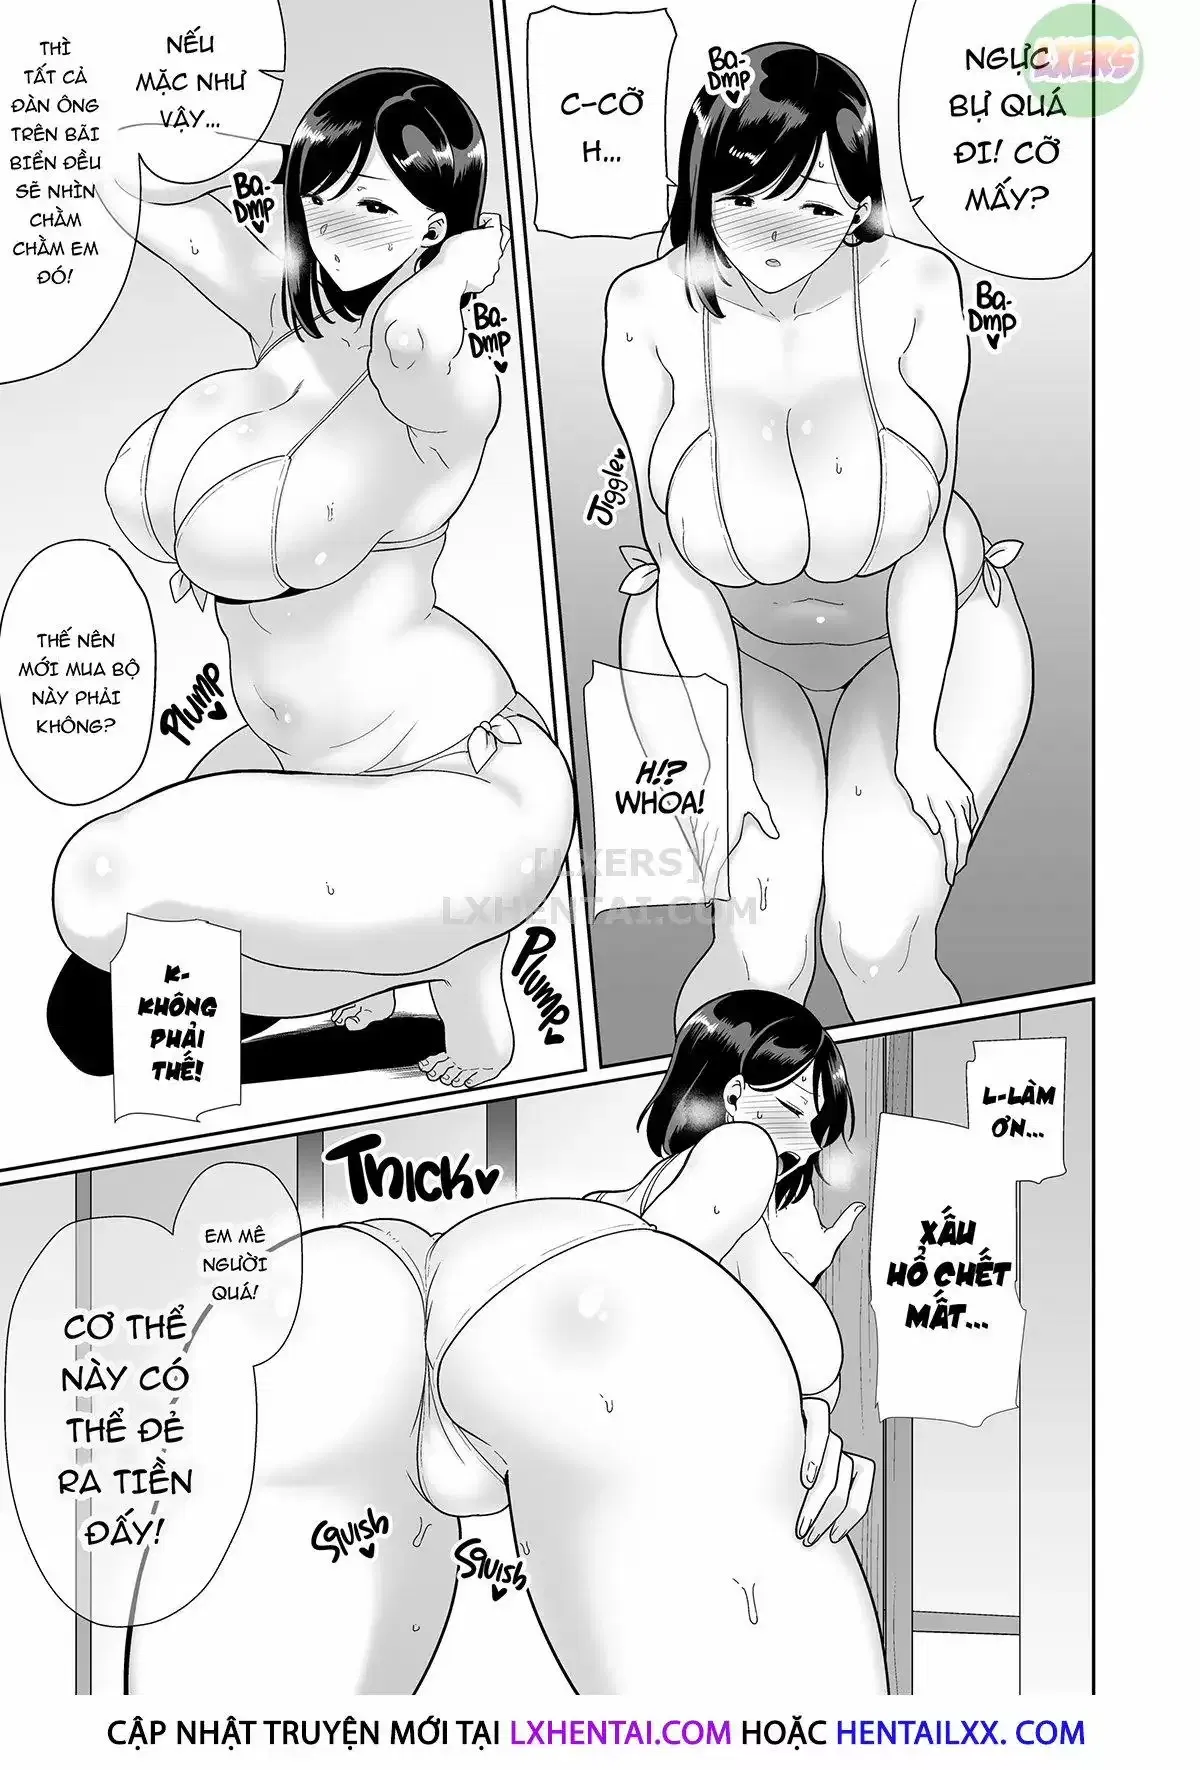 LXERS
NGỰC
BỰ QUÁ
ĐI! CỠ
MẤY?
BA-
DMP
C-CỠ
H...
BA-
DMP
JIGGLE
H!?
WHOA!
NẾU
MẶC NHƯ
VẬY...
THÌ
TẤT CẢ
ĐÀN ÔNG
TRÊN BÃI
BIỂN ĐỀU
SẼ NHÌN
CHẰM
CHẰM EM
ĐÓ!
BA-
DMP
BA-
DMP
THẾ NÊN
MỚI MUA BỘ
NÀY PHẢI
KHÔNG?
PLUMP
K-
KHÔNG
PHẢI
THẾ!
PLUMP
[LXERS]
LXHENTAI.COM
L-LÀM
ƠN...
XẤU
HỔ CHẾT
MẤT...
THICK
EM MÊ
NGƯỜI
QUÁ!
CƠ THỂ
NÀY CÓ
THỂ ĐẺ
RA TIỀN
ĐẤY!
SQUISH
SQUISH
CẬP NHẬT TRUYỆN MỚI TẠI LXHENTAI.COM HOẶC HENTAILXX. COM